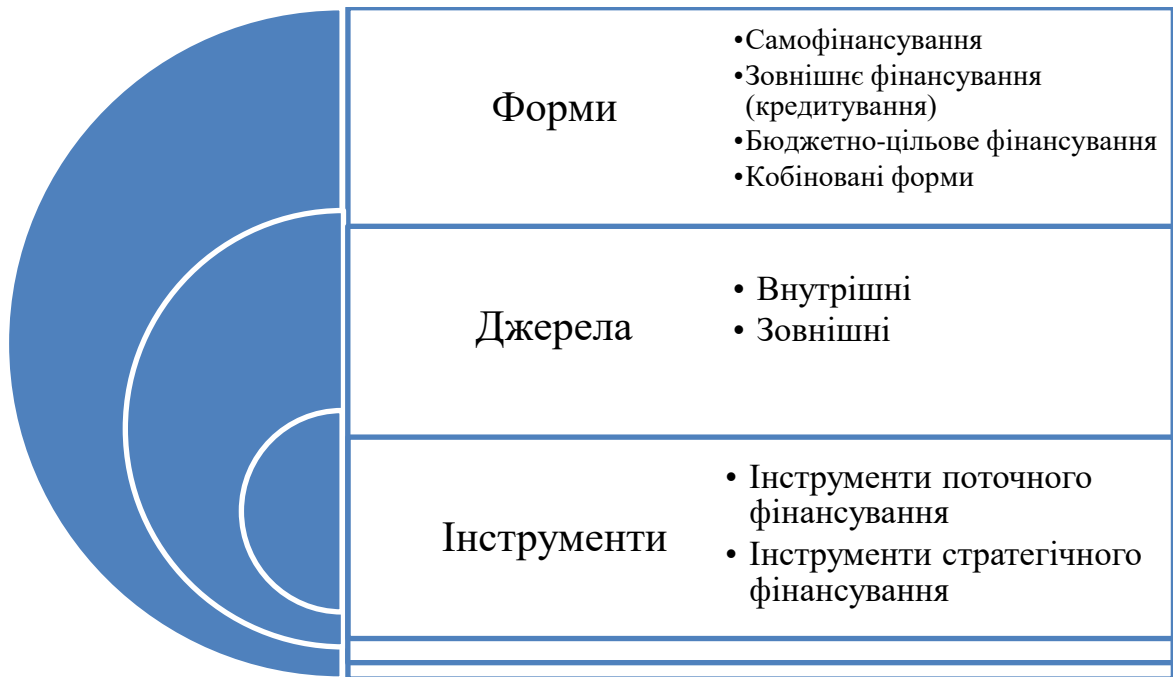 Форми
•Самофінансування
•Зовнішнє фінансування
(кредитування)
•Бюджетно-цільове фінансування
•Кобіновані форми
Джерела
• Внутрішні
• Зовнішні
Інструменти
• Інструменти поточного
фінансування
• Інструменти стратегічного
фінансування